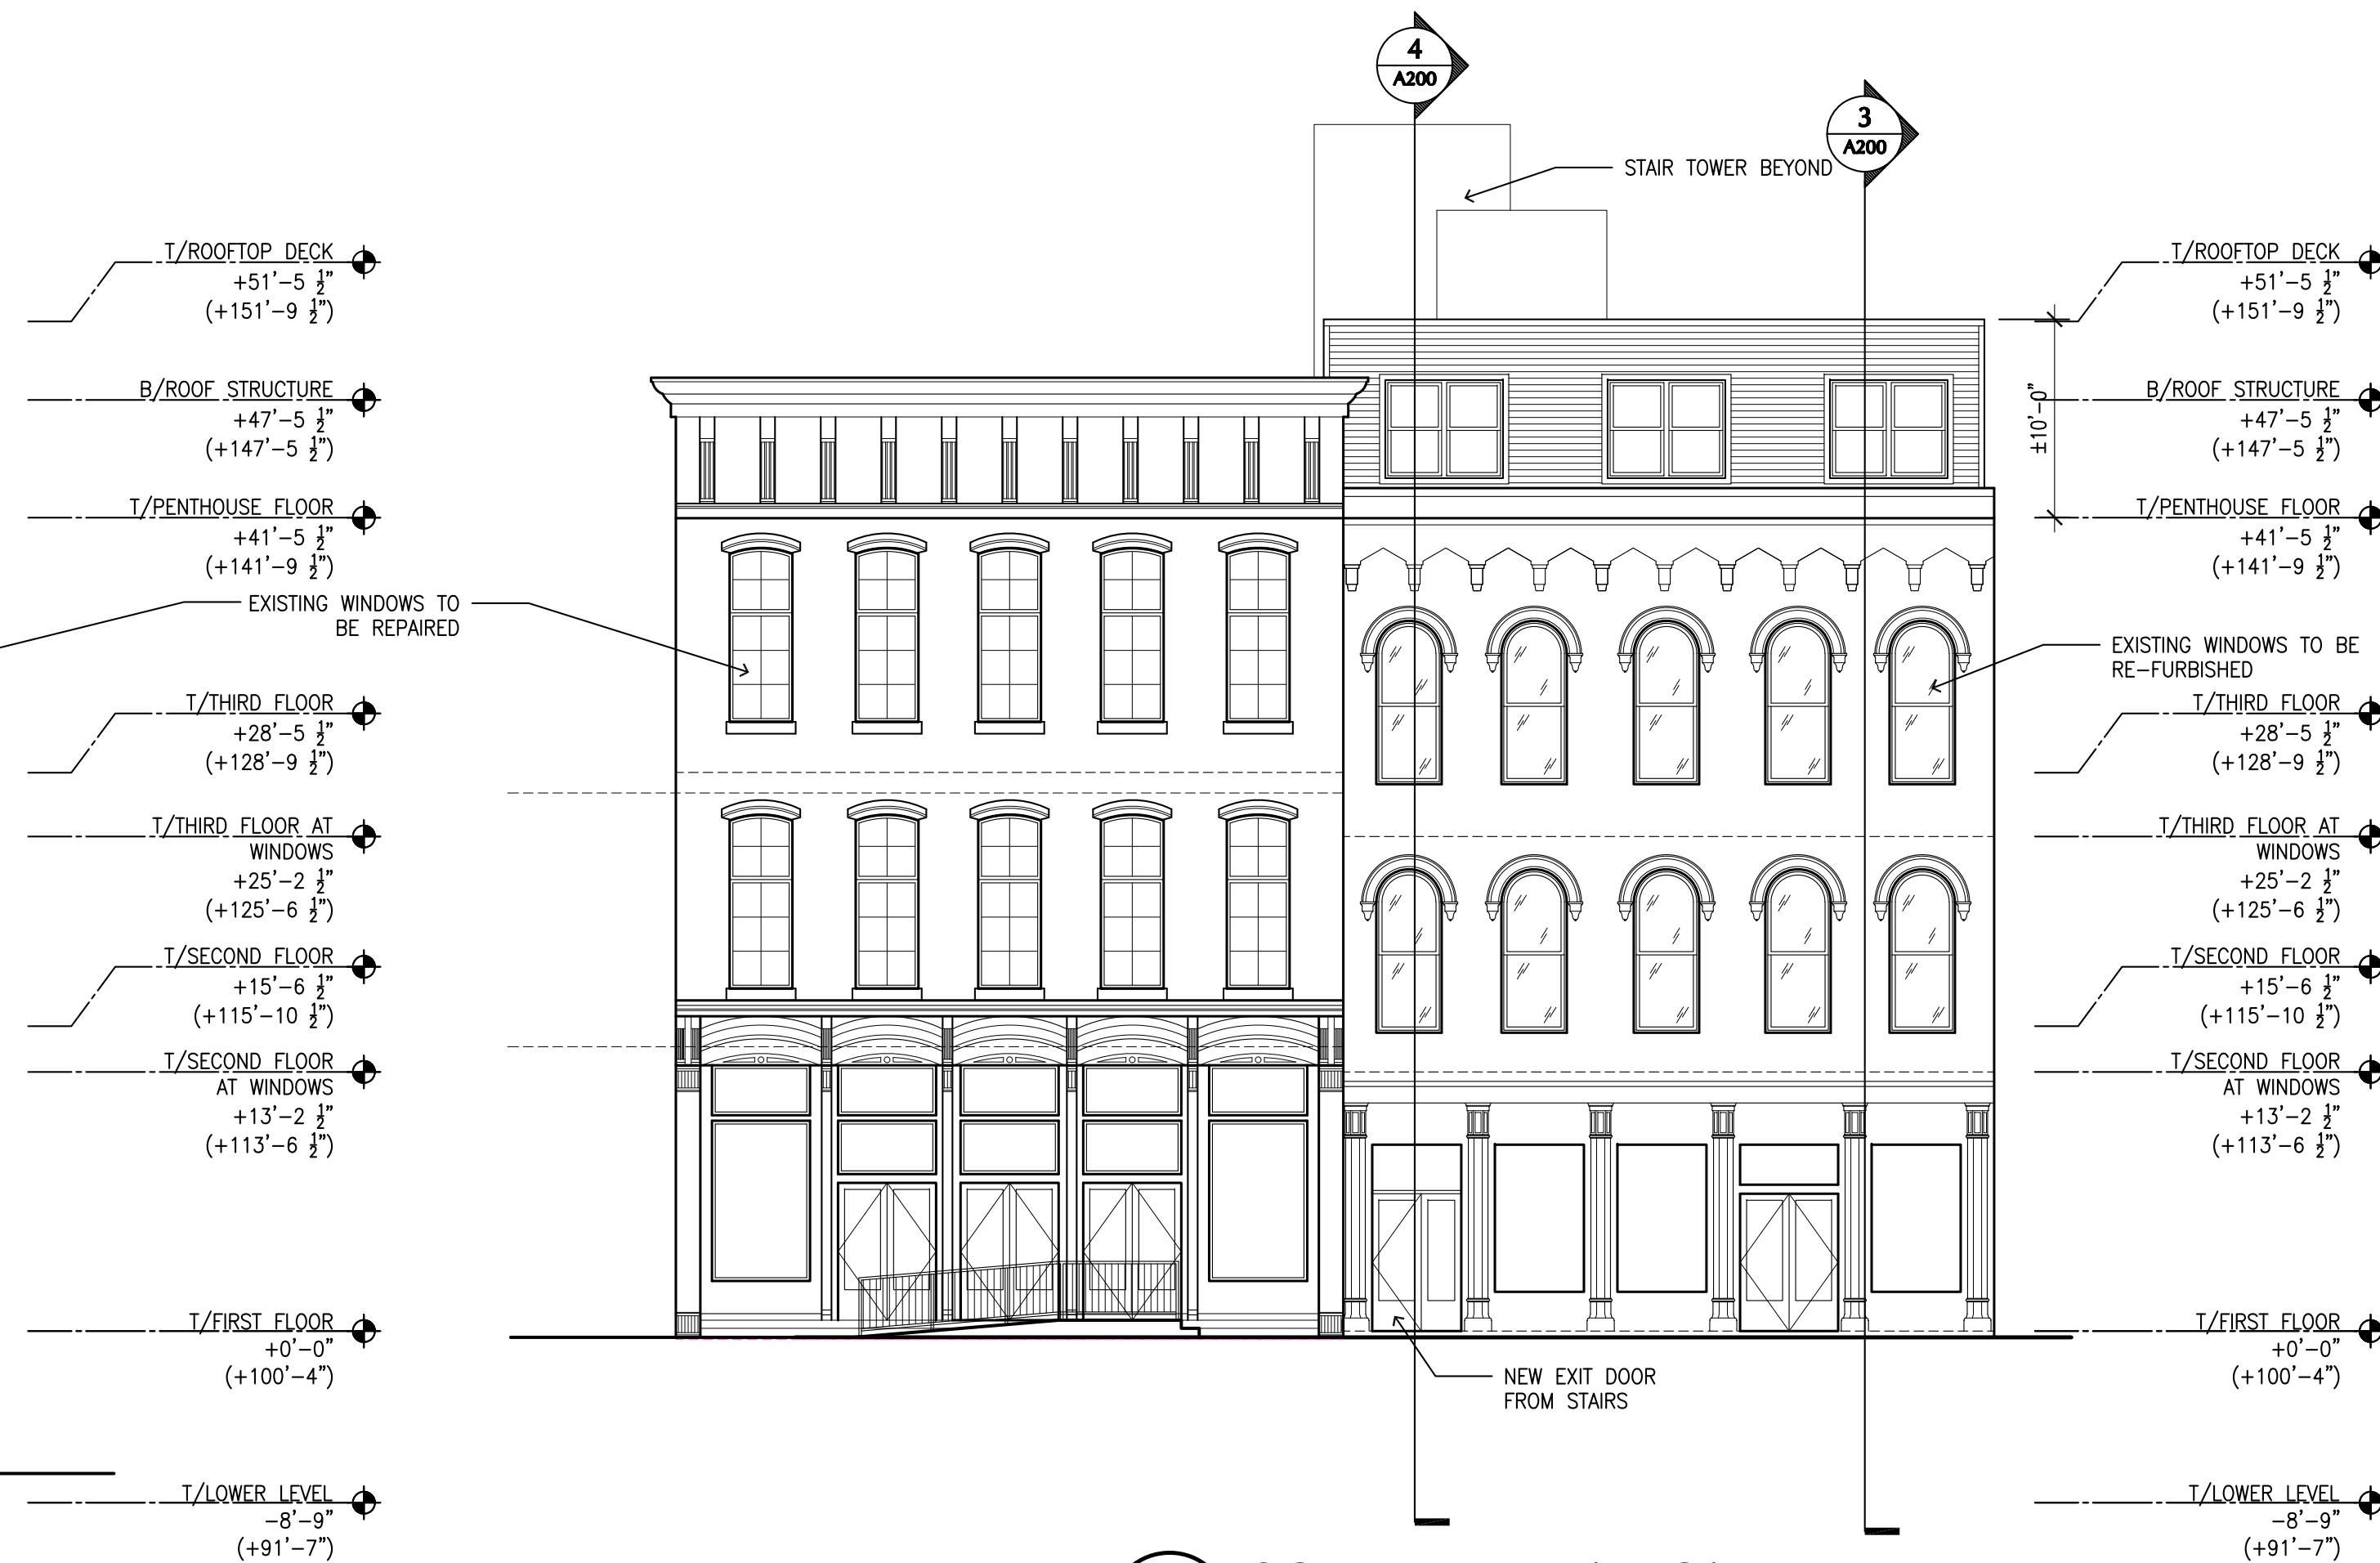 4
A200
3
A200
STAIR TOWER BEYOND
T/ROOFTOP DECK
+51'-5 ½"
(+151'-9 ½")
B/ROOF STRUCTURE
+47'-5 ½"
(+147'-5 ½")
T/PENTHOUSE FLOOR
+41'-5 ½"
(+141'-9 ½")
EXISTING WINDOWS TO
BE REPAIRED
T/THIRD FLOOR
+28'-5 ½"
(+128'-9 ½")
T/THIRD FLOOR AT
WINDOWS
+25'-2 ½"
(+125'-6 ½")
T/SECOND FLOOR
+15'-6 ½"
(+115'-10 ½")
T/SECOND FLOOR
AT WINDOWS
+13'-2 ½"
(+113'-6 ½")
T/FIRST FLOOR
+0'-0"
(+100'-4")
T/LOWER LEVEL
-8'-9"
(+91'-7")
NEW EXIT DOOR
FROM STAIRS
±10'-0"
T/ROOFTOP DECK
+51'-5 ½"
(+151'-9 ½")
B/ROOF STRUCTURE
+47'-5 ½"
(+147'-5 ½")
T/PENTHOUSE FLOOR
+41'-5 ½"
(+141'-9 ½")
EXISTING WINDOWS TO BE
RE-FURBISHED
T/THIRD FLOOR
+28'-5 ½"
(+128'-9 ½")
T/THIRD FLOOR AT
WINDOWS
+25'-2 ½"
(+125'-6 ½")
T/SECOND FLOOR
+15'-6 ½"
(+115'-10 ½")
T/SECOND FLOOR
AT WINDOWS
+13'-2 ½"
(+113'-6 ½")
T/FIRST FLOOR
+0'-0"
(+100'-4")
T/LOWER LEVEL
-8'-9"
(+91'-7")